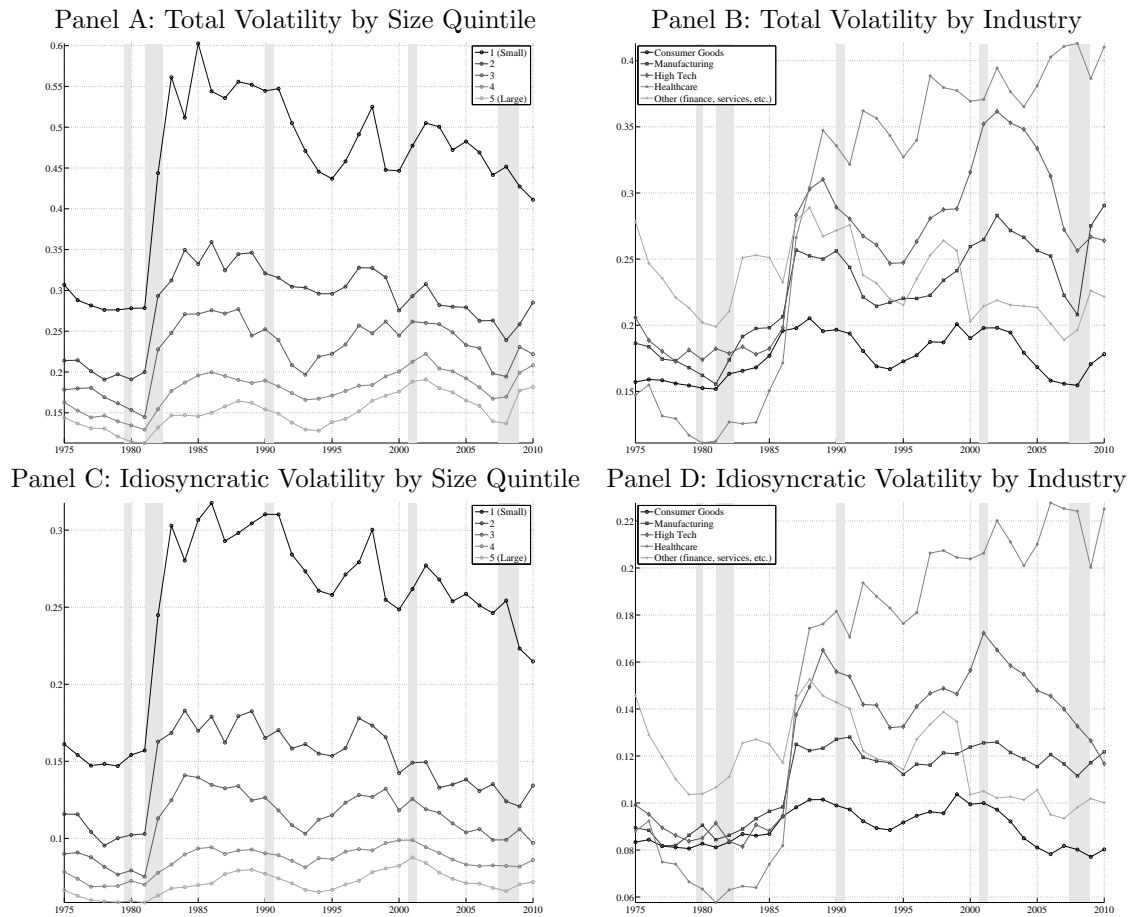 Panel A: Total Volatility by Size Quintile
0.6
0.55
0.5
0.45
0.4
0.35
0.3
0.25
0.2
0.15
1975 1980 1985 1990 1995 2000 2005 2010
1 (Small)
2
3
4
5 (Large)
Panel B: Total Volatility by Industry
0.4
0.35
0.3
0.25
0.2
0.15
1975 1980 1985 1990 1995 2000 2005 2010
Consumer Goods
Manufacturing
High Tech
Healthcare
Other (finance, services, etc.)
Panel C: Idiosyncratic Volatility by Size Quintile
0.3
0.25
0.2
0.15
0.1
1975 1980 1985 1990 1995 2000 2005 2010
1 (Small)
2
3
4
5 (Large)
Panel D: Idiosyncratic Volatility by Industry
0.22
0.2
0.18
0.16
0.14
0.12
0.1
0.08
0.06
1975 1980 1985 1990 1995 2000 2005 2010
Consumer Goods
Manufacturing
High Tech
Healthcare
Other (finance, services, etc.)